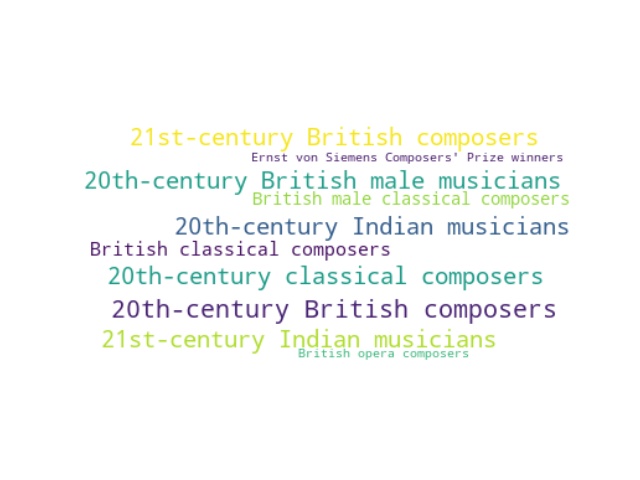 21st-century British composers
Ernst von Siemens Composers' Prize winners
20th-century British male musicians
British male classical composers
20th-century Indian musicians
British classical composers
20th-century classical composers
20th-century British composers
21st-century Indian musicians
British opera composers